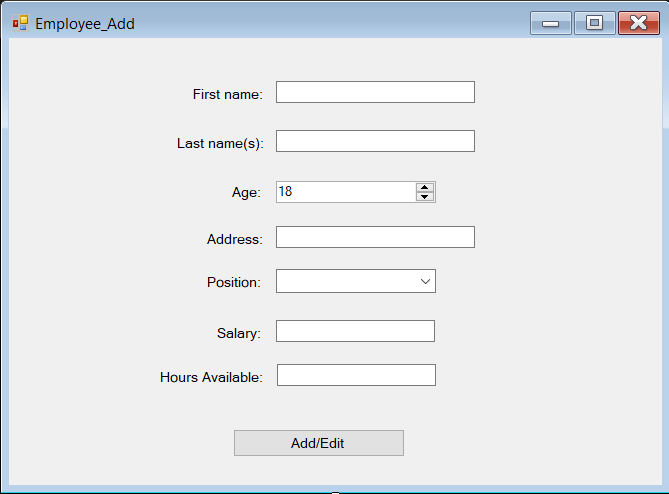 Employee_Add
First name:
Last name(s):
Age: 18
Address:
Position:
Salary:
Hours Available:
Add/Edit